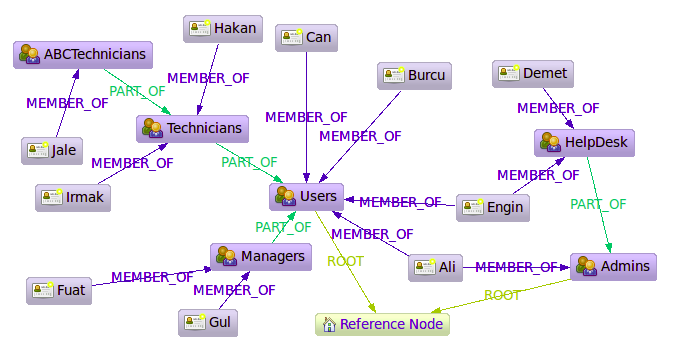 Hakan
Can
ABCTechnicians
Burcu
Demet
MEMBER_OF
PART_OF
MEMBER_OF
MEMBER_OF
MEMBER_OF
Technicians
MEMBER_OF
MEMBER_OF
HelpDesk
Jale
MEMBER_OF
PART_OF
MEMBER_OF
Irmak
Users
MEMBER_OF
Engin
PART_OF
PART_OF
MEMBER_OF
Managers
ROOT
Ali
MEMBER_OF
Admins
MEMBER_OF
Fuat
MEMBER_OF
ROOT
Gul
Reference Node